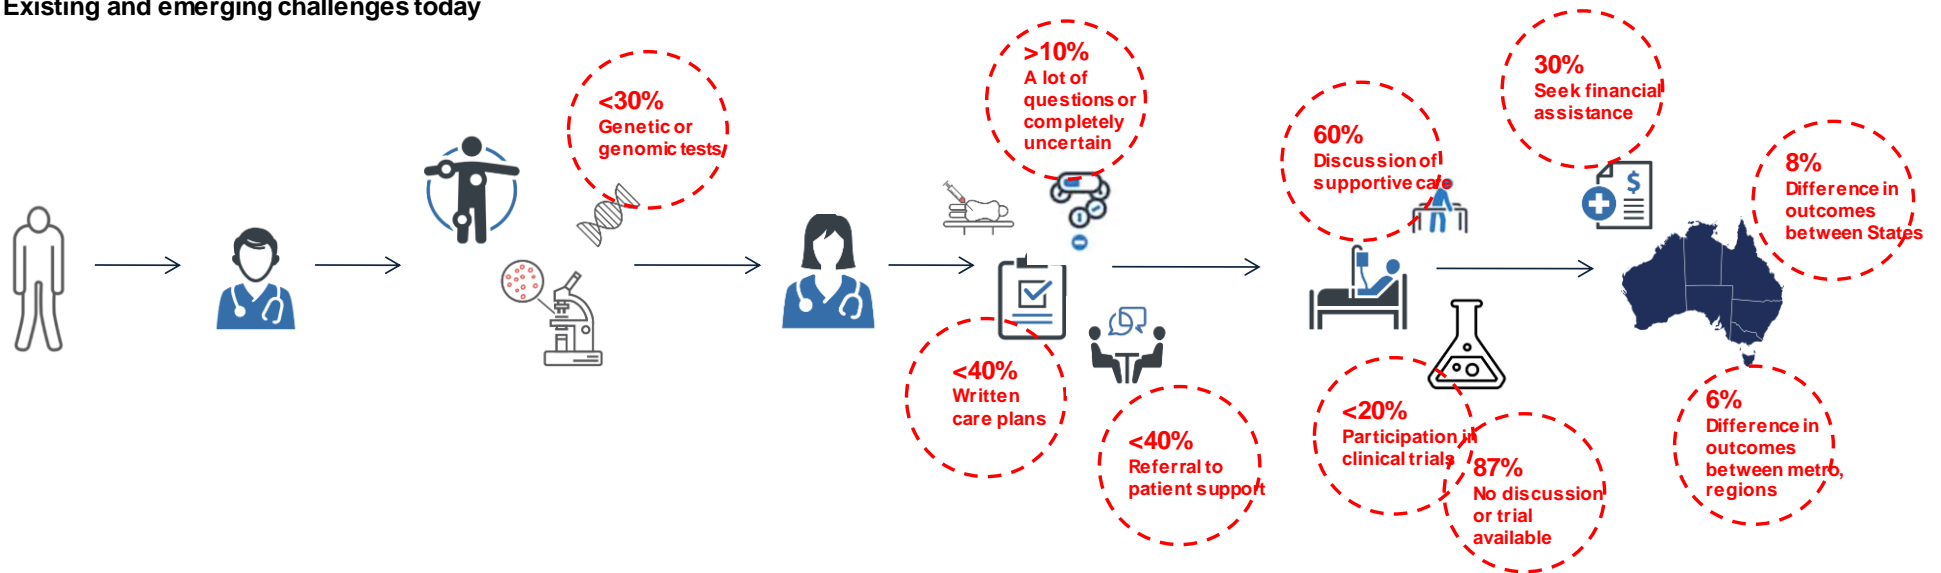 Existing and emerging challenges today
<30%
Genetic or
genomic tests
>10%
A lot of
questions or
completely
uncertain
<40%
Written
care plans
<40%
Referral to
patient support
60%
Discussion of
supportive care
<20%
Participation in
clinical trials
87%
No discussion
or trial
available
30%
Seek financial
assistance
$
8%
Difference in
outcomes
between States
6%
Difference in
outcomes
between metro,
regions